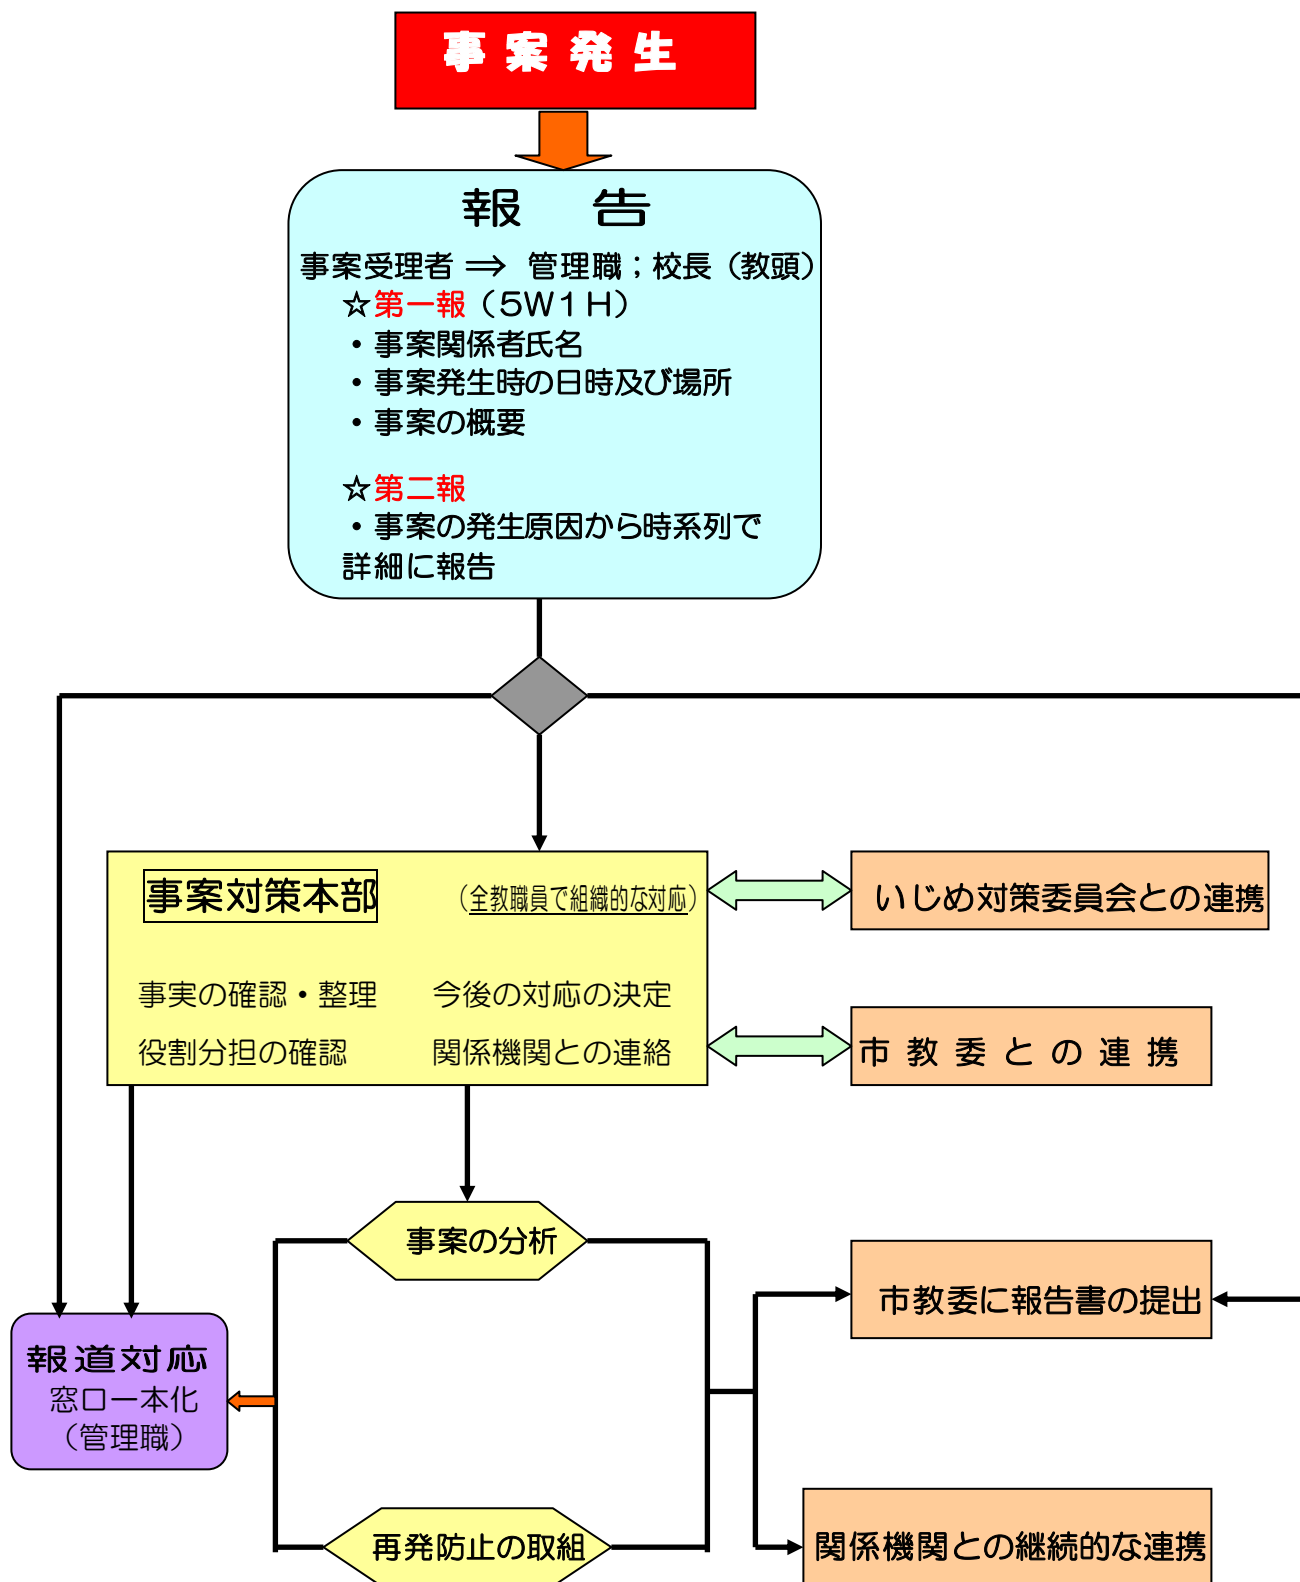 事案発生
報　告
事案受理者 ⇒ 管理職；校長（教頭）
☆第一報（５Ｗ１Ｈ）
・事案関係者氏名
・事案発生時の日時及び場所
・事案の概要
☆第二報
・事案の発生原因から時系列で
詳細に報告
事案対策本部　（全教職員で組織的な対応）
事実の確認・整理　今後の対応の決定
役割分担の確認　関係機関との連絡
いじめ対策委員会との連携
市教委との連携
事案の分析
市教委に報告書の提出
報道対応
窓口一本化
（管理職）
再発防止の取組
関係機関との継続的な連携